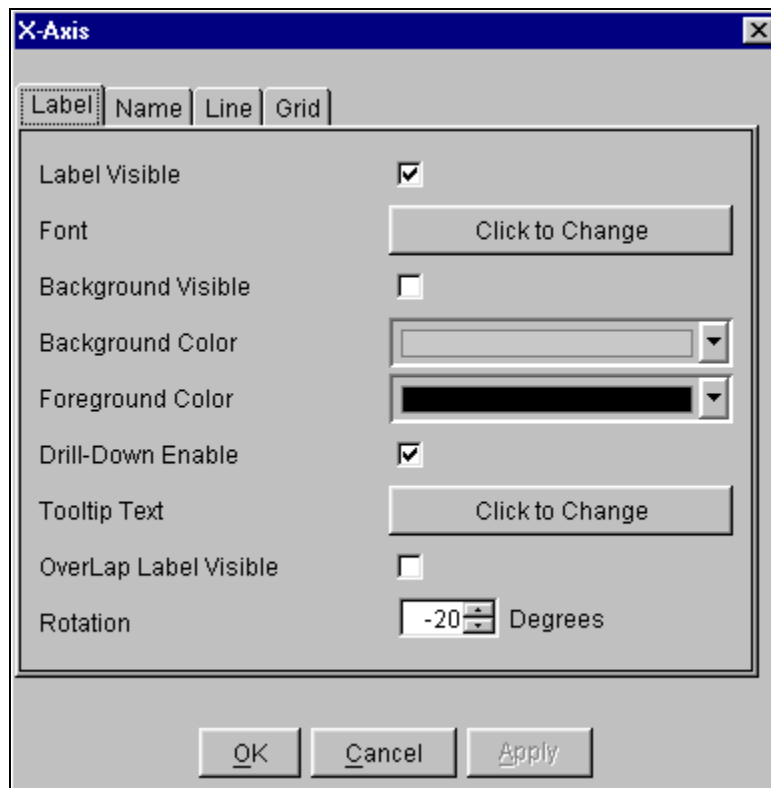 X-Axis
Label Name Line Grid
Label Visible
Font Click to Change
Background Visible
Background Color
Foreground Color
Drill-Down Enable
Tooltip Text Click to Change
OverLap Label Visible
Rotation -20 Degrees
OK Cancel Apply